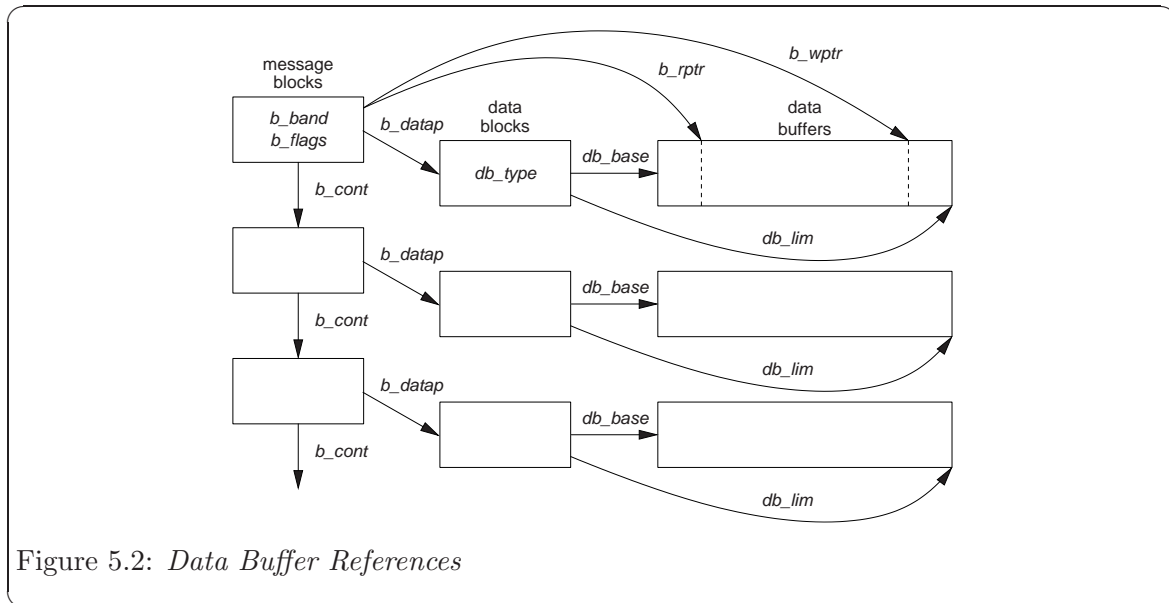 b_wptr
message
blocks
b_rptr
b_band
b_flags
b_datap
data
blocks
data
buffers
db_type
db_base
b_cont
db_lim
b_datap
db_base
b_cont
db_lim
b_datap
db_base
b_cont
db_lim
Figure 5.2: Data Buffer References